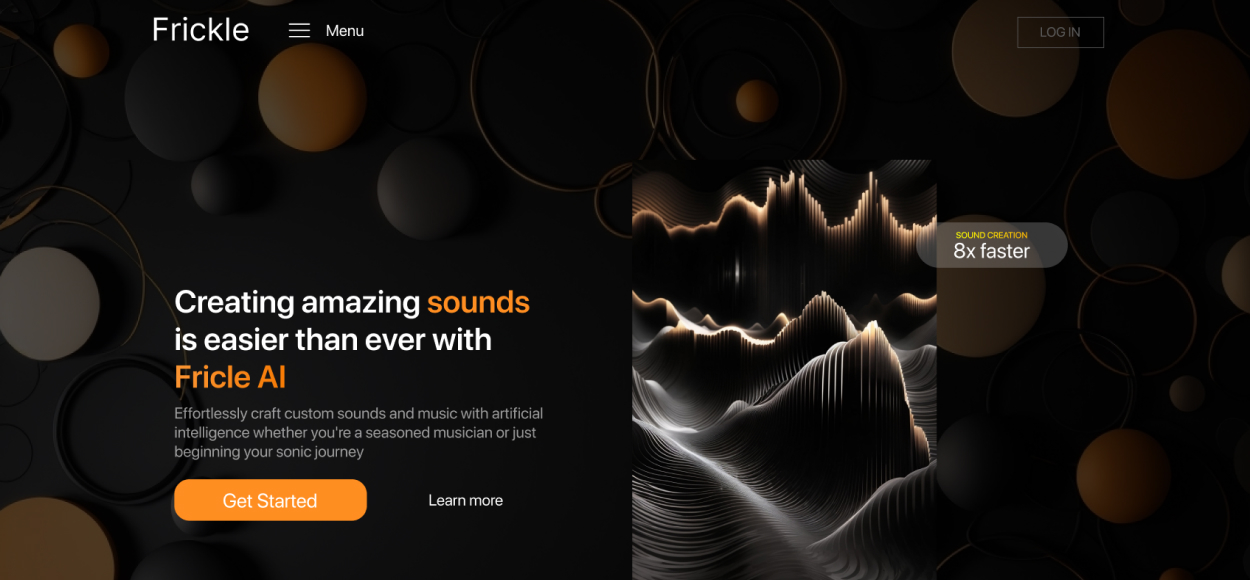 Frickle
Menu
LOG IN
SOUND CREATION
8x faster
Creating amazing sounds
is easier than ever with
Fricle AI
Effortlessly craft custom sounds and music with artificial
intelligence whether you're a seasoned musician or just
beginning your sonic journey
Get Started
Learn more